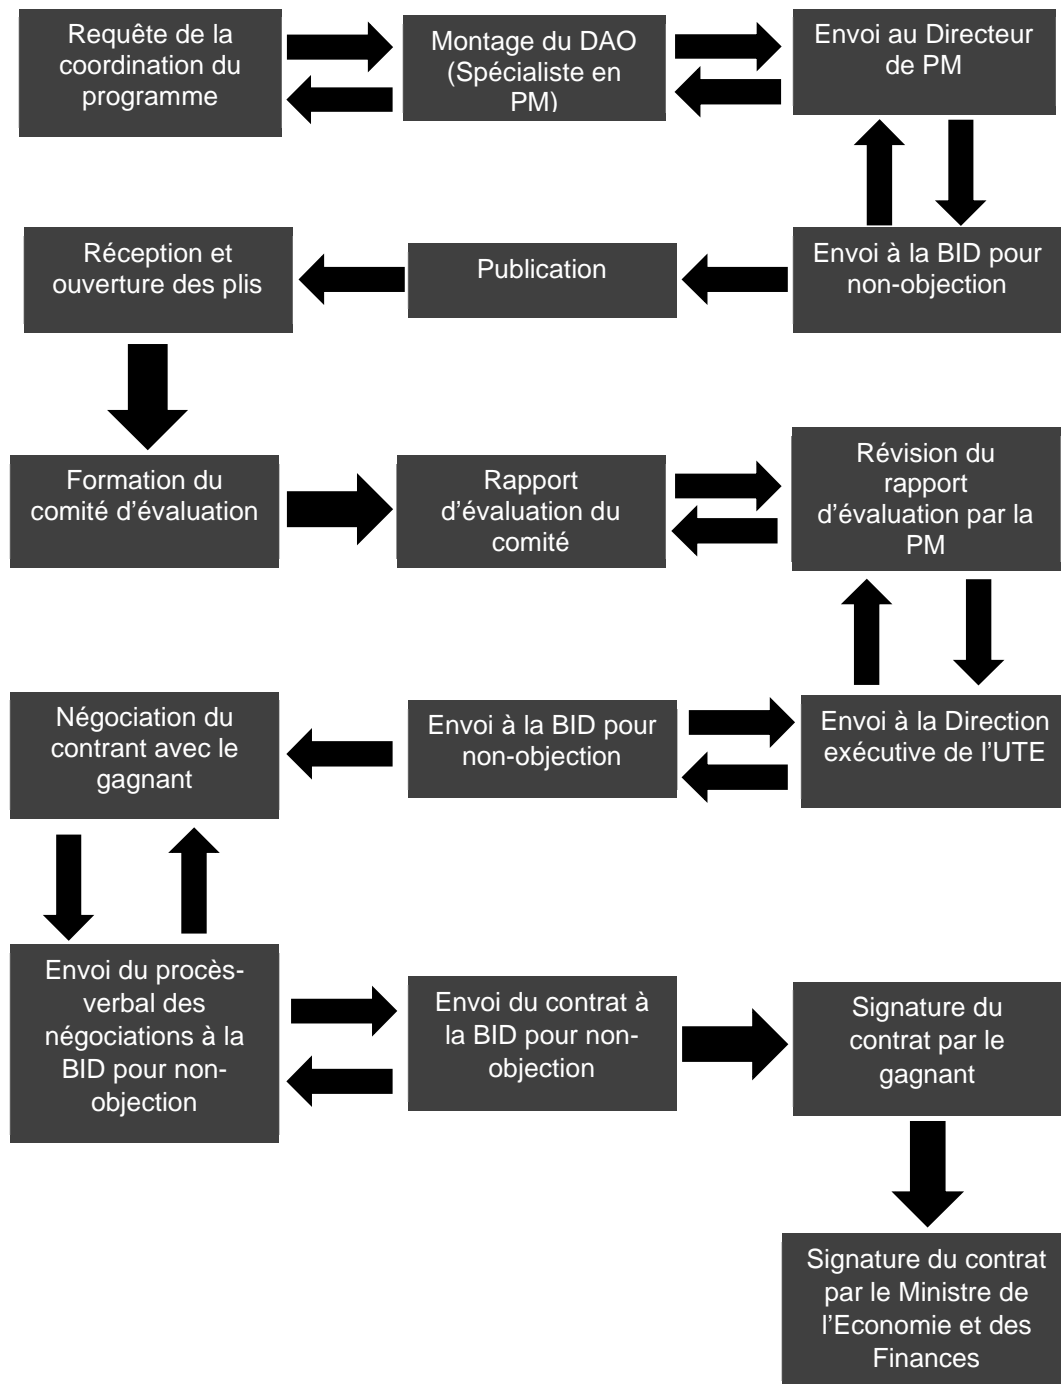 Requête de la
coordination du
programme
Montage du DAO
(Spécialiste en
PM)
Envoi au Directeur
de PM
Réception et
ouverture des plis
Publication
Envoi à la BID pour
non-objection
Formation du
comité d’évaluation
Rapport
d’évaluation du
comité
Révision du
rapport
d’évaluation par la
PM
Négociation du
contrant avec le
gagnant
Envoi à la BID pour
non-objection
Envoi à la Direction
exécutive de l’UTE
Envoi du procès-
verbal des
négociations à la
BID pour non-
objection
Envoi du contrat à
la BID pour non-
objection
Signature du
contrat par le
gagnant
Signature du contrat
par le Ministre de
l’Economie et des
Finances